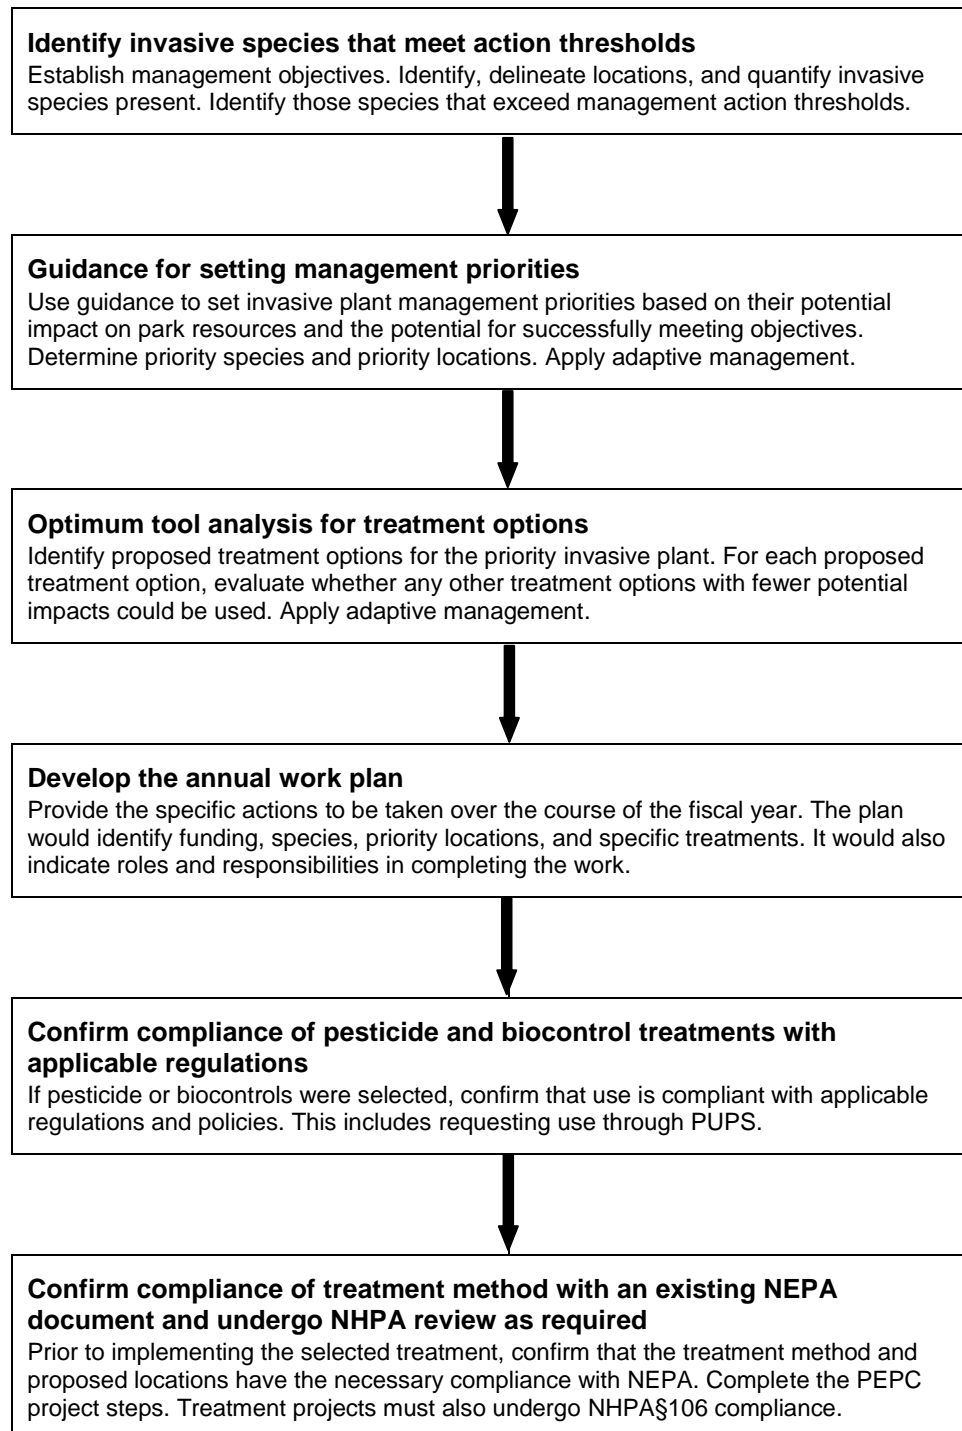 Identify invasive species that meet action thresholds
Establish management objectives. Identify, delineate locations, and quantify invasive
species present. Identify those species that exceed management action thresholds.
Guidance for setting management priorities
Use guidance to set invasive plant management priorities based on their potential
impact on park resources and the potential for successfully meeting objectives.
Determine priority species and priority locations. Apply adaptive management.
Optimum tool analysis for treatment options
Identify proposed treatment options for the priority invasive plant. For each proposed
treatment option, evaluate whether any other treatment options with fewer potential
impacts could be used. Apply adaptive management.
Develop the annual work plan
Provide the specific actions to be taken over the course of the fiscal year. The plan
would identify funding, species, priority locations, and specific treatments. It would also
indicate roles and responsibilities in completing the work.
Confirm compliance of pesticide and biocontrol treatments with
applicable regulations
If pesticide or biocontrols were selected, confirm that use is compliant with applicable
regulations and policies. This includes requesting use through PUPS.
Confirm compliance of treatment method with an existing NEPA
document and undergo NHPA review as required
Prior to implementing the selected treatment, confirm that the treatment method and
proposed locations have the necessary compliance with NEPA. Complete the PEPC
project steps. Treatment projects must also undergo NHPA§106 compliance.